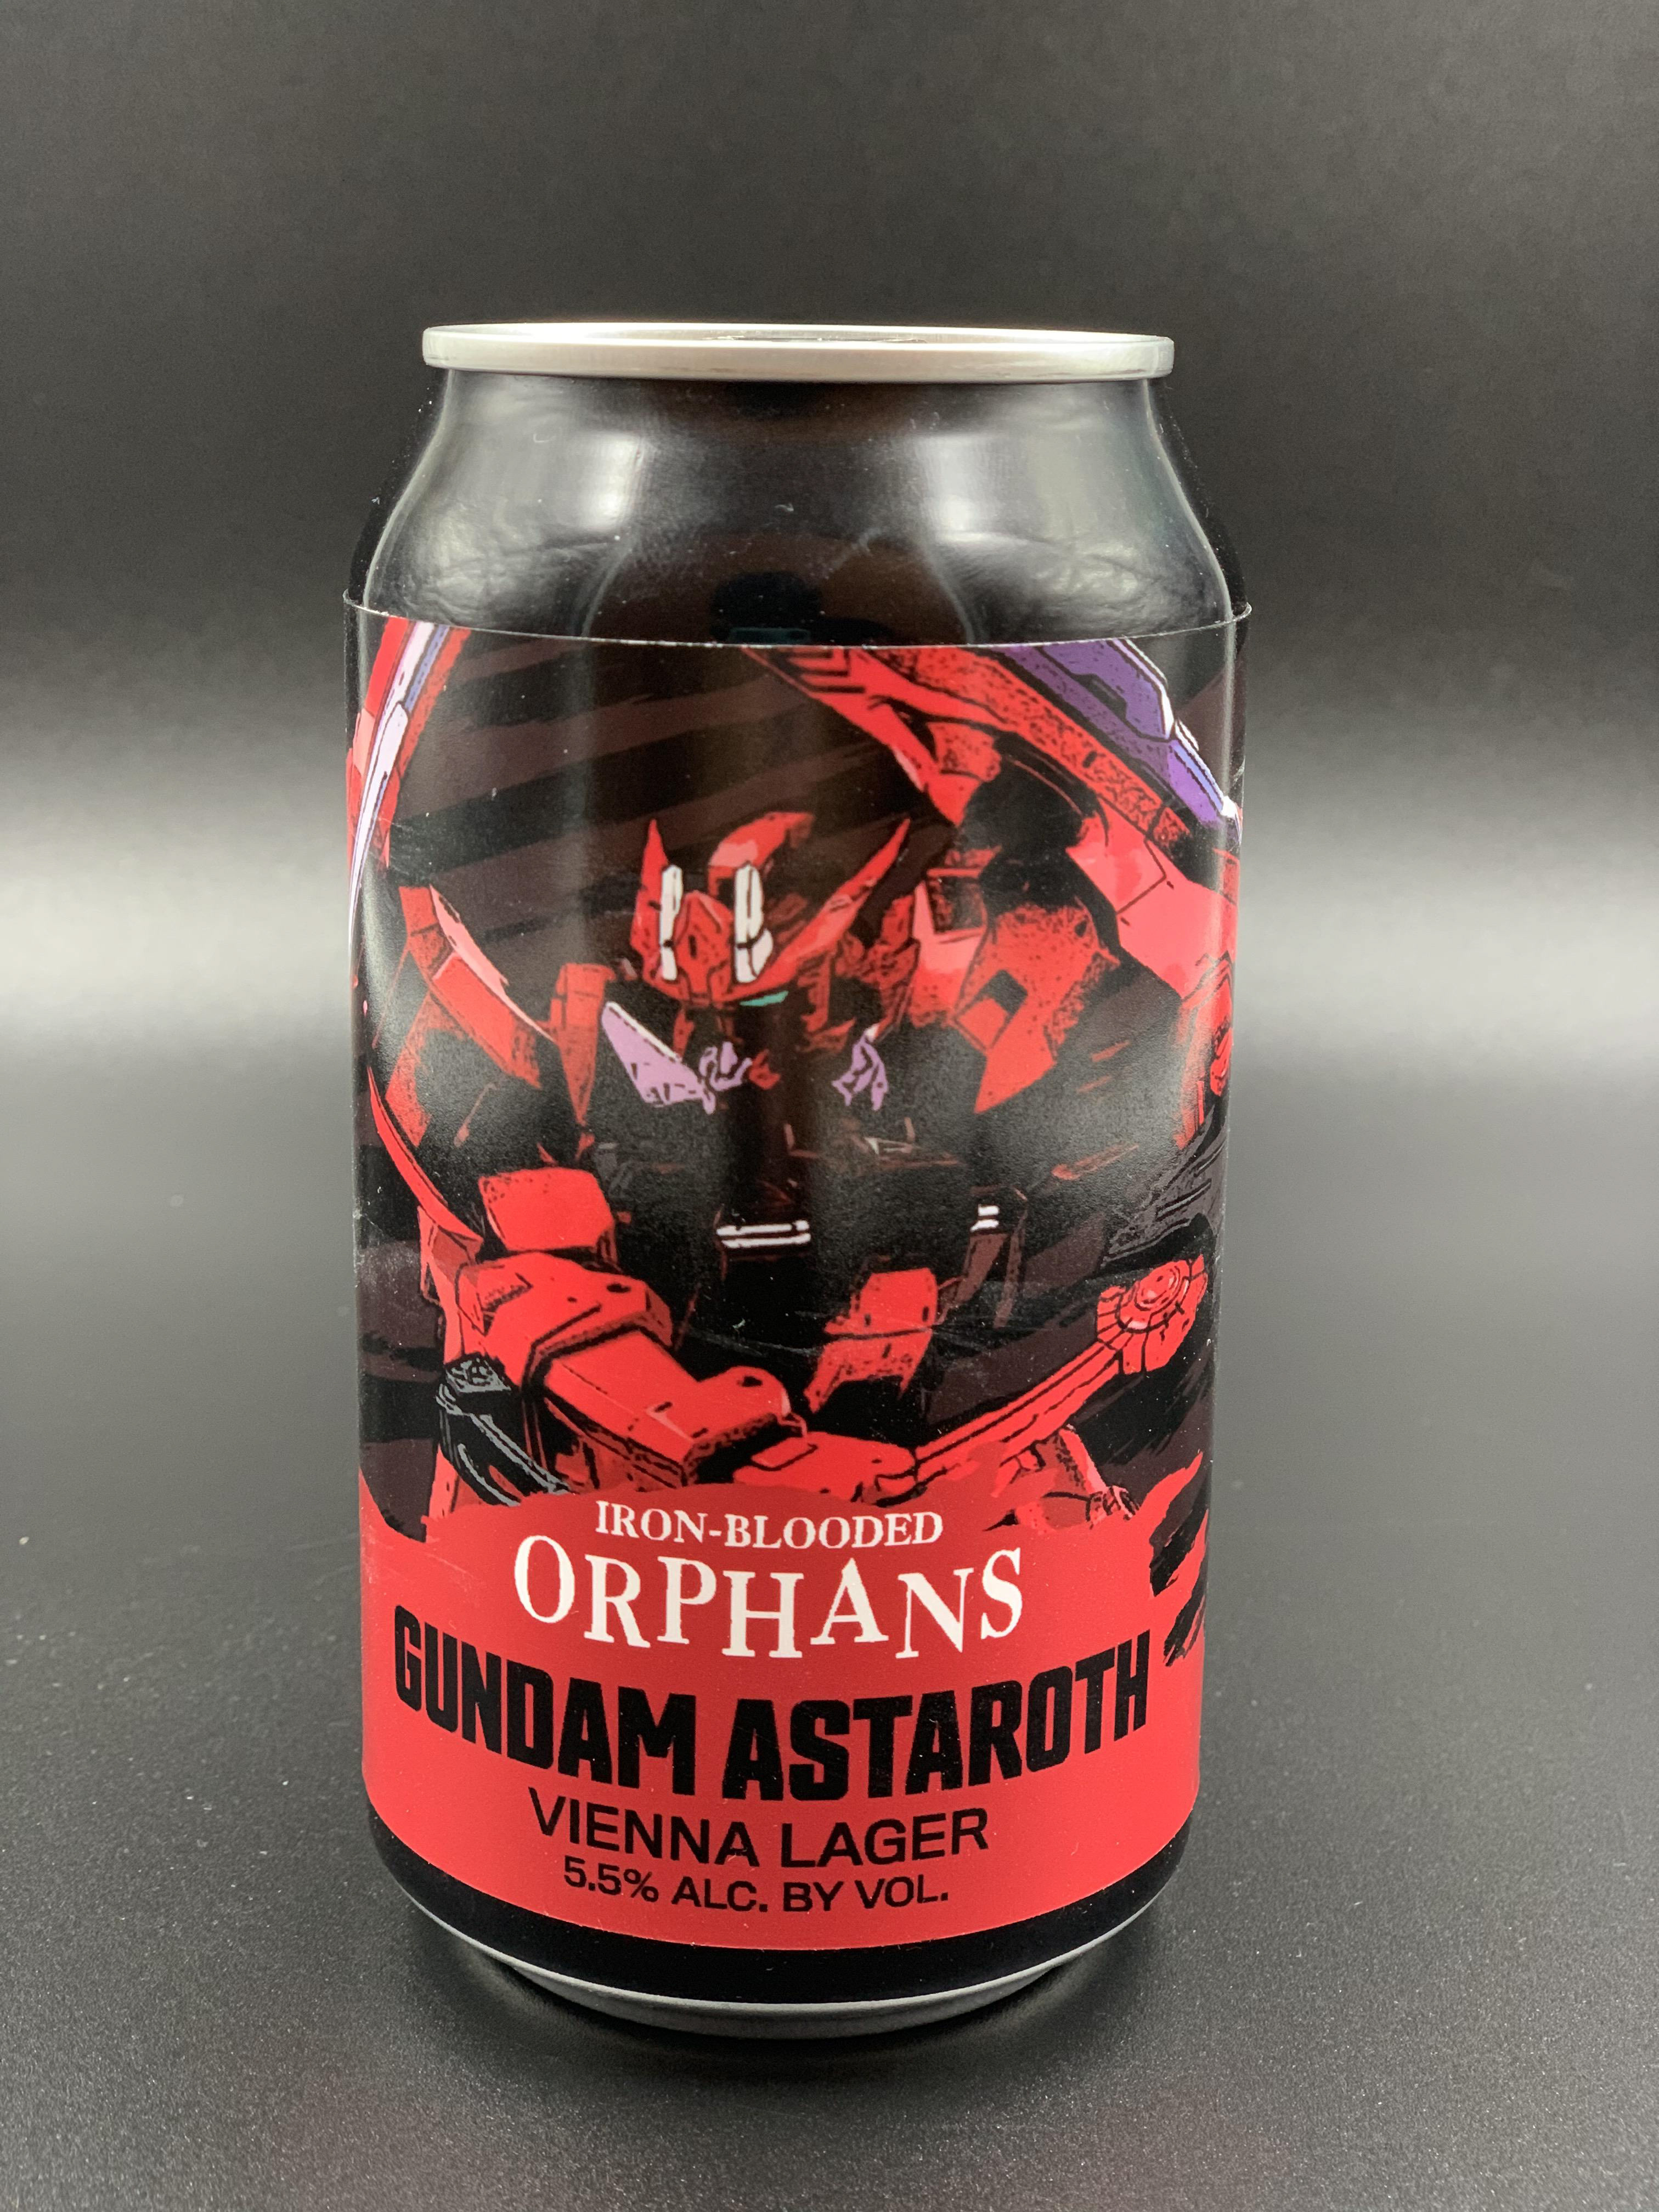 IRON-BLOODED
ORPHANS
GUNDAM ASTAROTH
VIENNA LAGER
5.5% ALC. BY VOL.